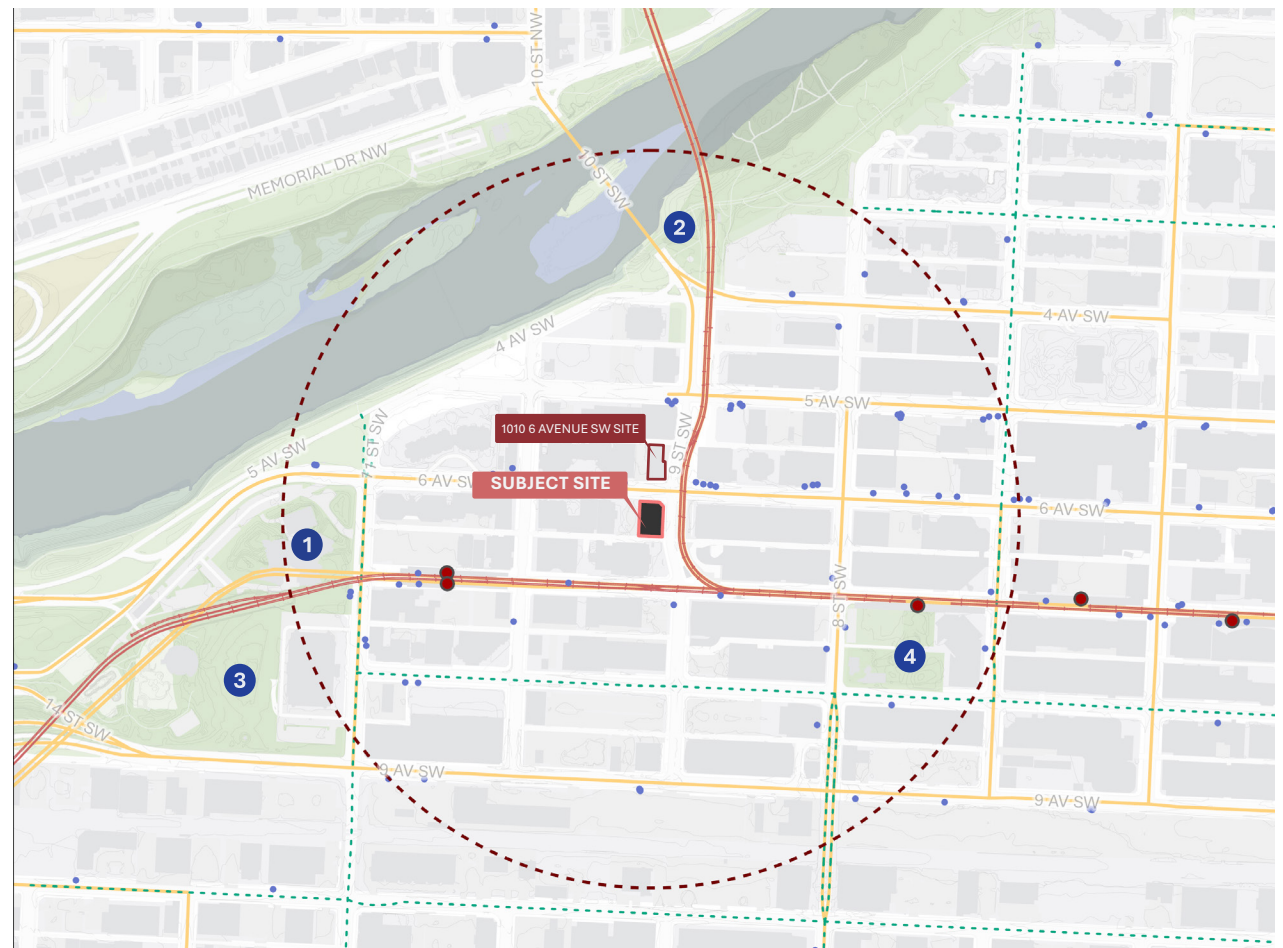 10 ST NW
MEMORIAL DR NW
10 ST SW
2
4 AV SW
4 AV SW
5 AV SW
11 ST SW
1010 6 AVENUE SW SITE
9 ST SW
5 AV SW
6 AV SW
SUBJECT SITE
6 AV SW
1
8 ST SW
4
3
14 ST SW
9 AV SW
9 AV SW